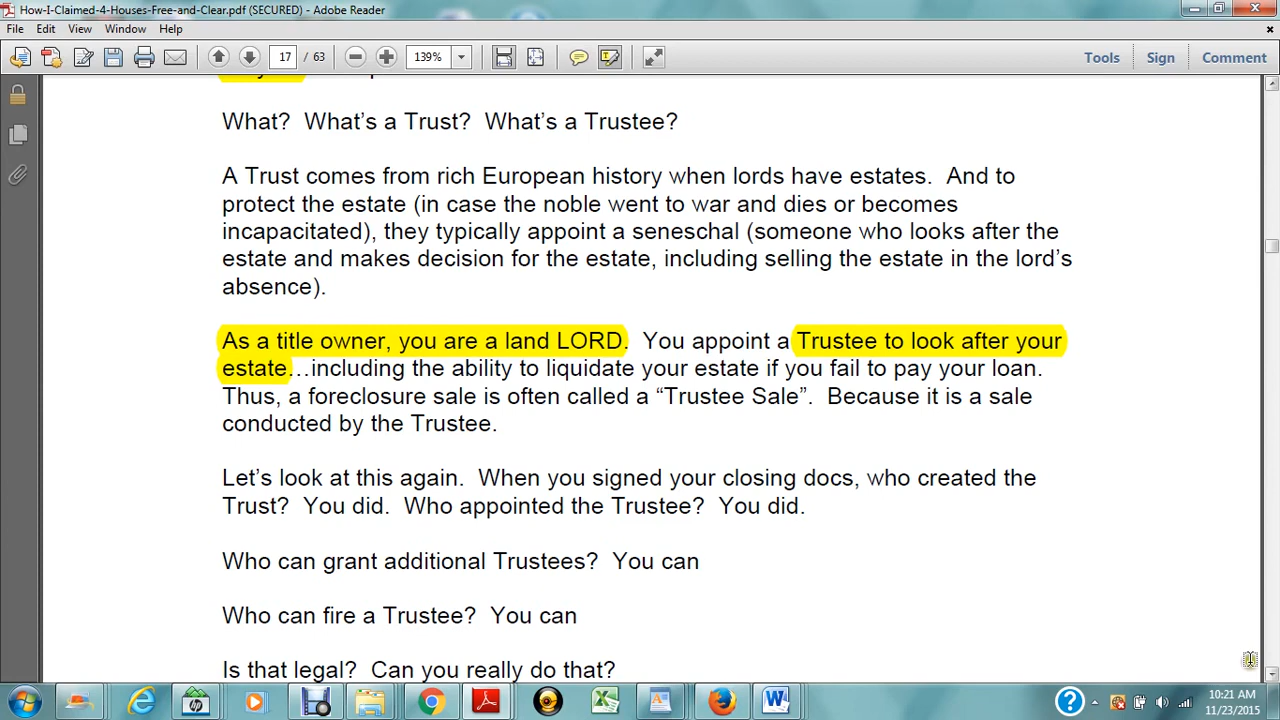 How-I-Claimed-4-Houses-Free-and-Clear.pdf (SECURED) - Adobe Reader
File Edit View Window Help
17 / 63 139% Tools Sign Comment
What? What's a Trust? What's a Trustee?
A Trust comes from rich European history when lords have estates. And to
protect the estate (in case the noble went to war and dies or becomes
incapacitated), they typically appoint a seneschal (someone who looks after the
estate and makes decision for the estate, including selling the estate in the lord's
absence).
As a title owner, you are a land LORD. You appoint a Trustee to look after your
estate…including the ability to liquidate your estate if you fail to pay your loan.
Thus, a foreclosure sale is often called a “Trustee Sale”. Because it is a sale
conducted by the Trustee.
Let's look at this again. When you signed your closing docs, who created the
Trust? You did. Who appointed the Trustee? You did.
Who can grant additional Trustees? You can
Who can fire a Trustee? You can
Is that legal? Can you really do that?
10:21 AM
11/23/2015